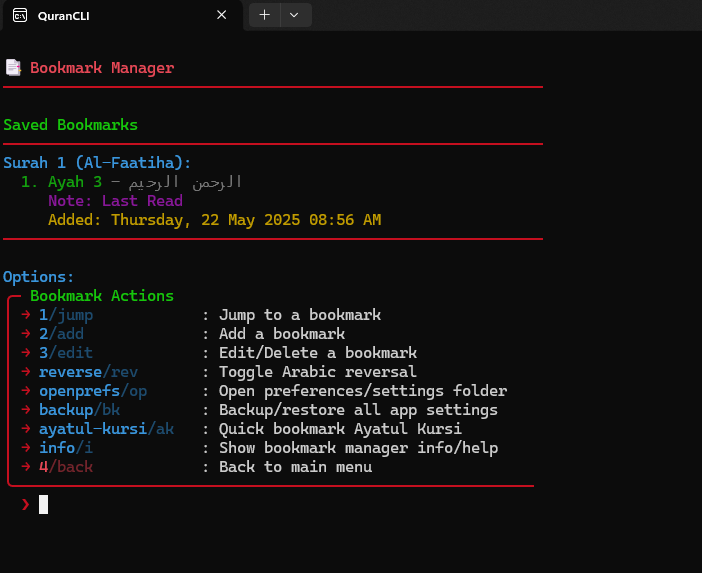 QuranCLI
Bookmark Manager
Saved Bookmarks
Surah 1 (Al-Faatiha):
1. Ayah 3 - الرحمن الرحيم
Note: Last Read
Added: Thursday, 22 May 2025 08:56 AM
Options:
Bookmark Actions
→ 1/jump : Jump to a bookmark
→ 2/add : Add a bookmark
→ 3/edit : Edit/Delete a bookmark
→ reverse/rev : Toggle Arabic reversal
→ openprefs/op : Open preferences/settings folder
→ backup/bk : Backup/restore all app settings
→ ayatul-kursi/ak : Quick bookmark Ayatul Kursi
→ info/i : Show bookmark manager info/help
→ 4/back : Back to main menu
❯